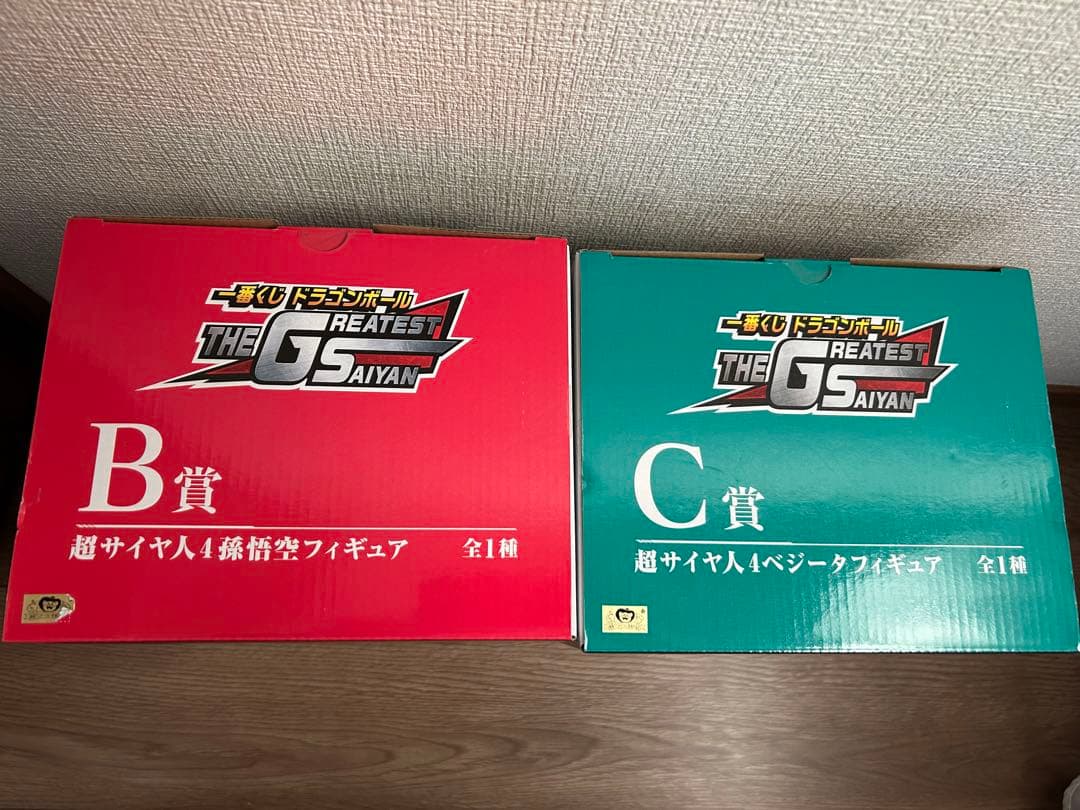 一番くじ ドラゴンボール
THE GREATEST
SAIYAN
B賞
超サイヤ人4孫悟空フィギュア 全1種
一番くじ ドラゴンボール
THE GREATEST
SAIYAN
C賞
超サイヤ人4ベジータフィギュア 全1種